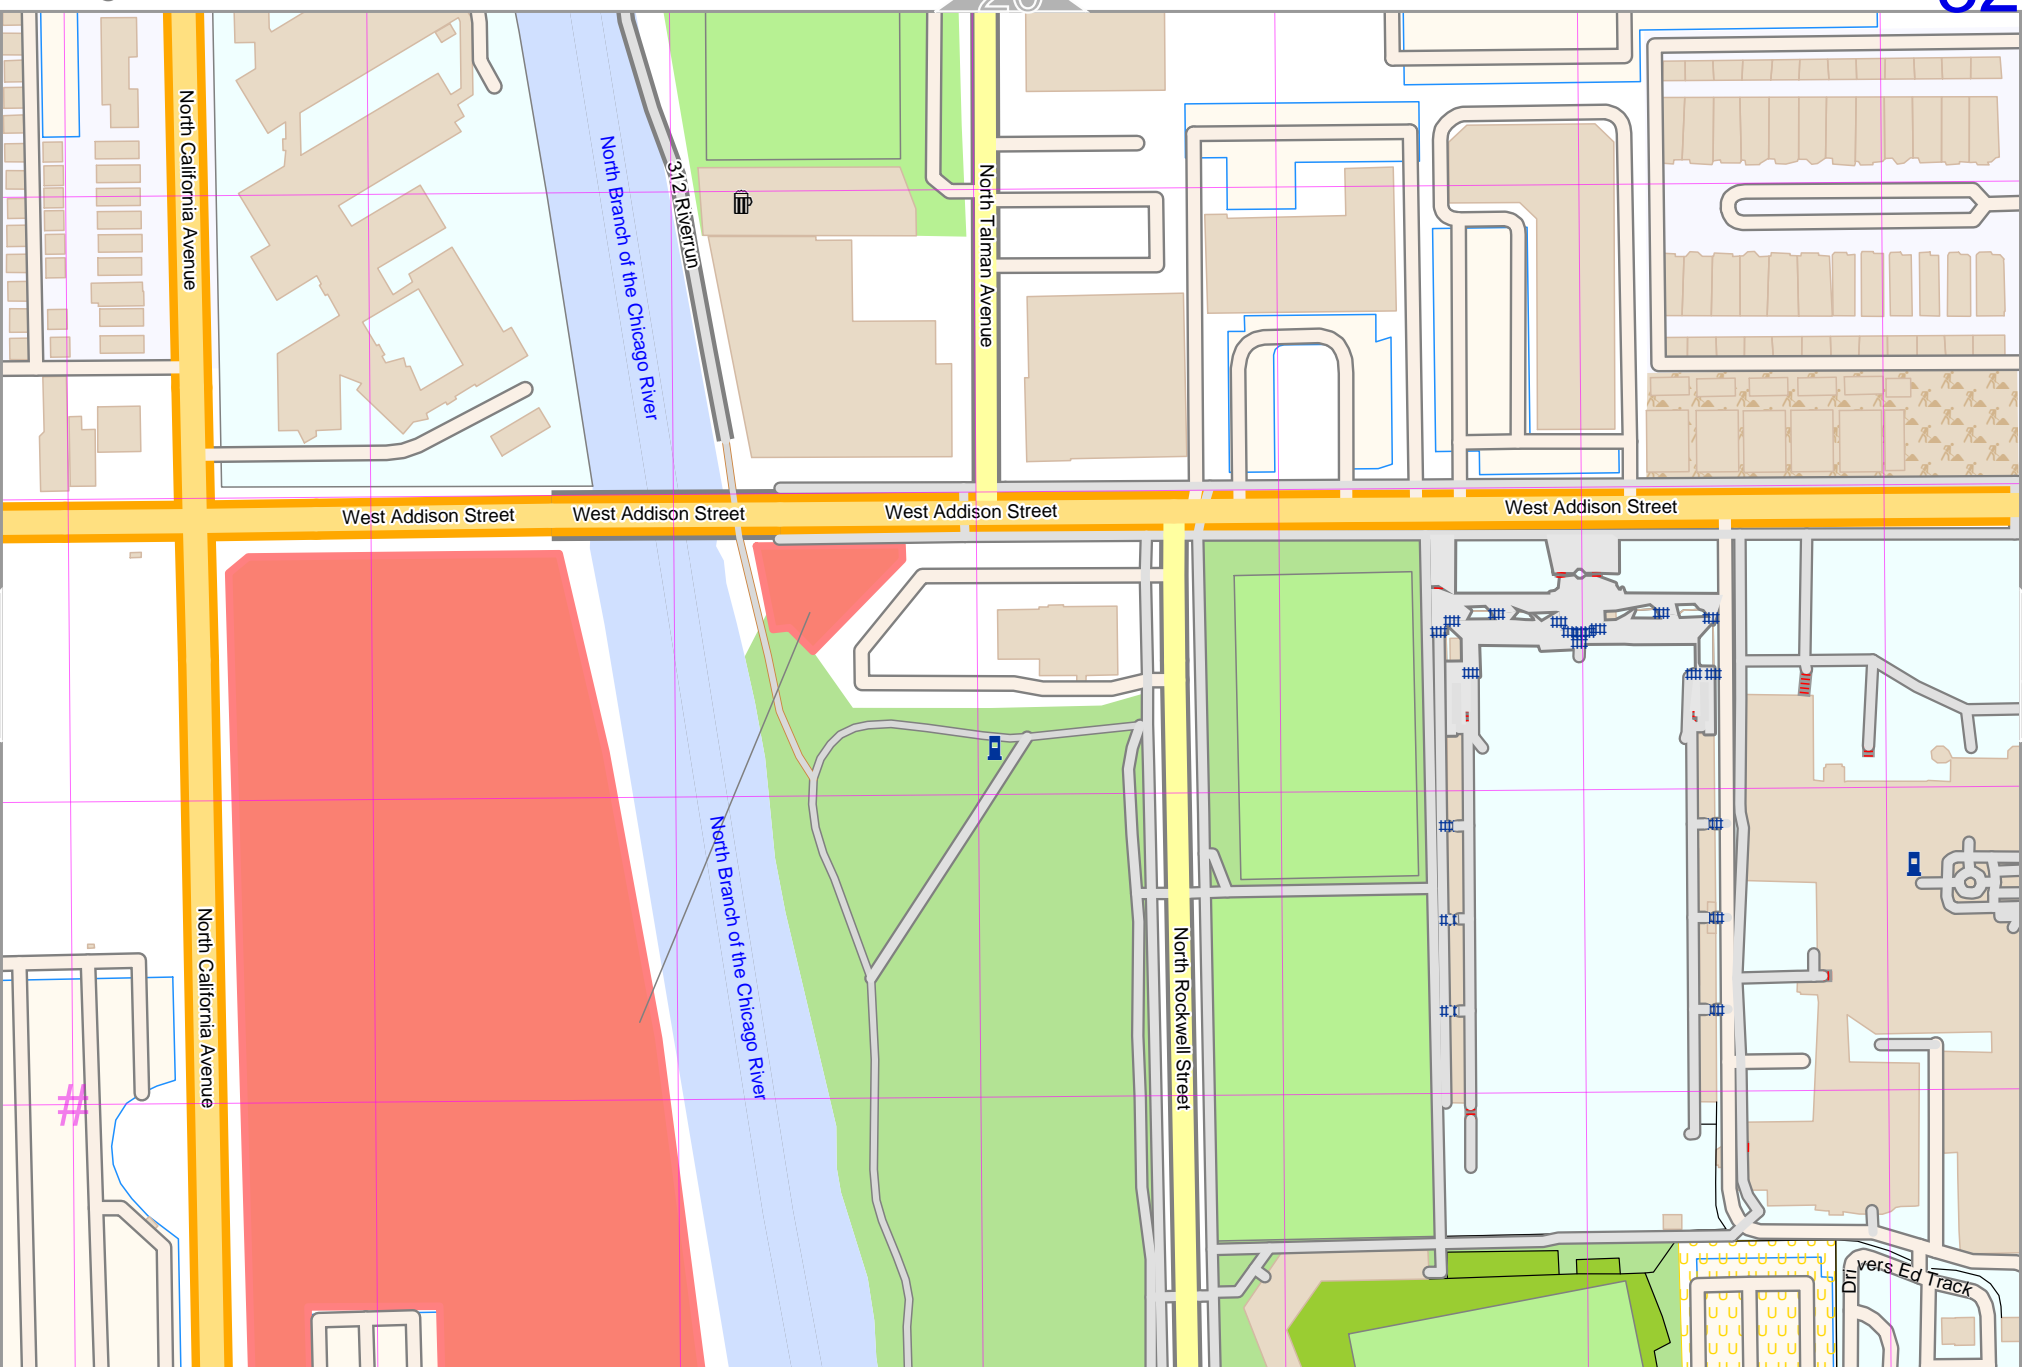 North California Avenue
North Branch of the Chicago River
312 Riverrun
North Talman Avenue
West Addison Street
West Addison Street
West Addison Street
West Addison Street
North Branch of the Chicago River
North California Avenue
North Rockwell Street
#
Drivers Ed Track